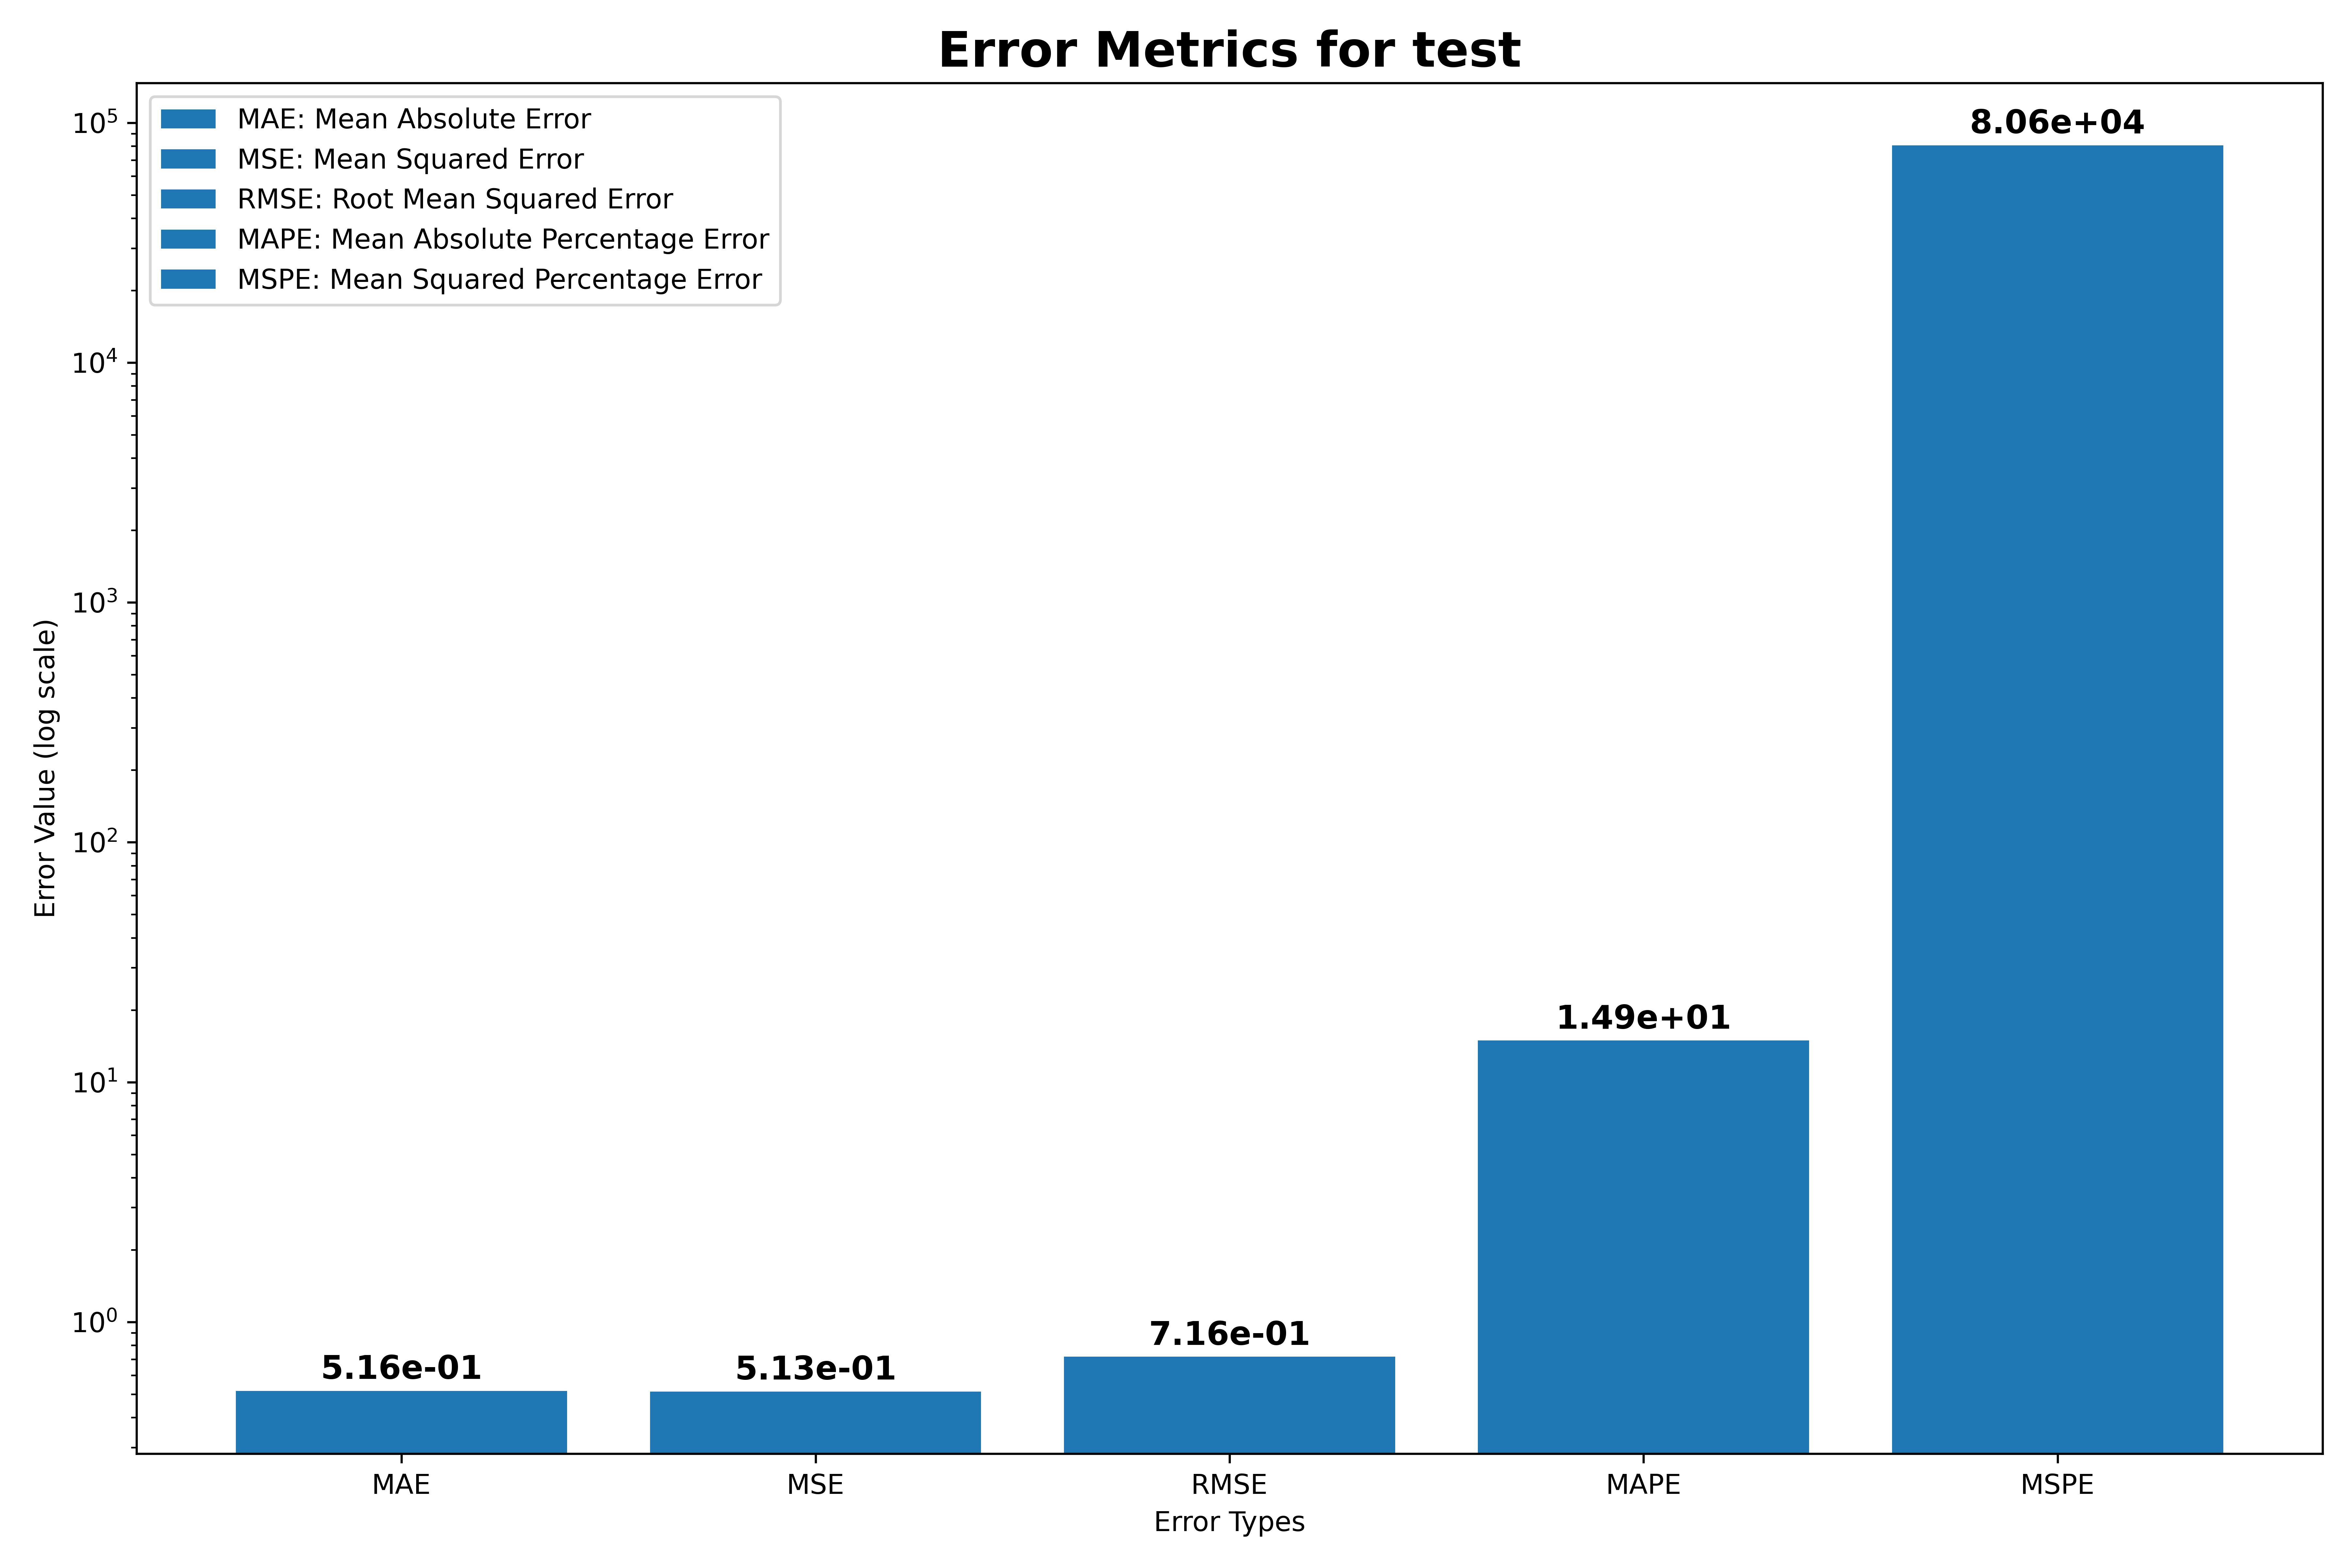 Error Metrics for test
MAE: Mean Absolute Error
MSE: Mean Squared Error
RMSE: Root Mean Squared Error
MAPE: Mean Absolute Percentage Error
MSPE: Mean Squared Percentage Error
Error Value (log scale)
10⁵
10⁴
10³
10²
10¹
10⁰
5.16e-01
5.13e-01
7.16e-01
1.49e+01
8.06e+04
MAE MSE RMSE MAPE MSPE
Error Types